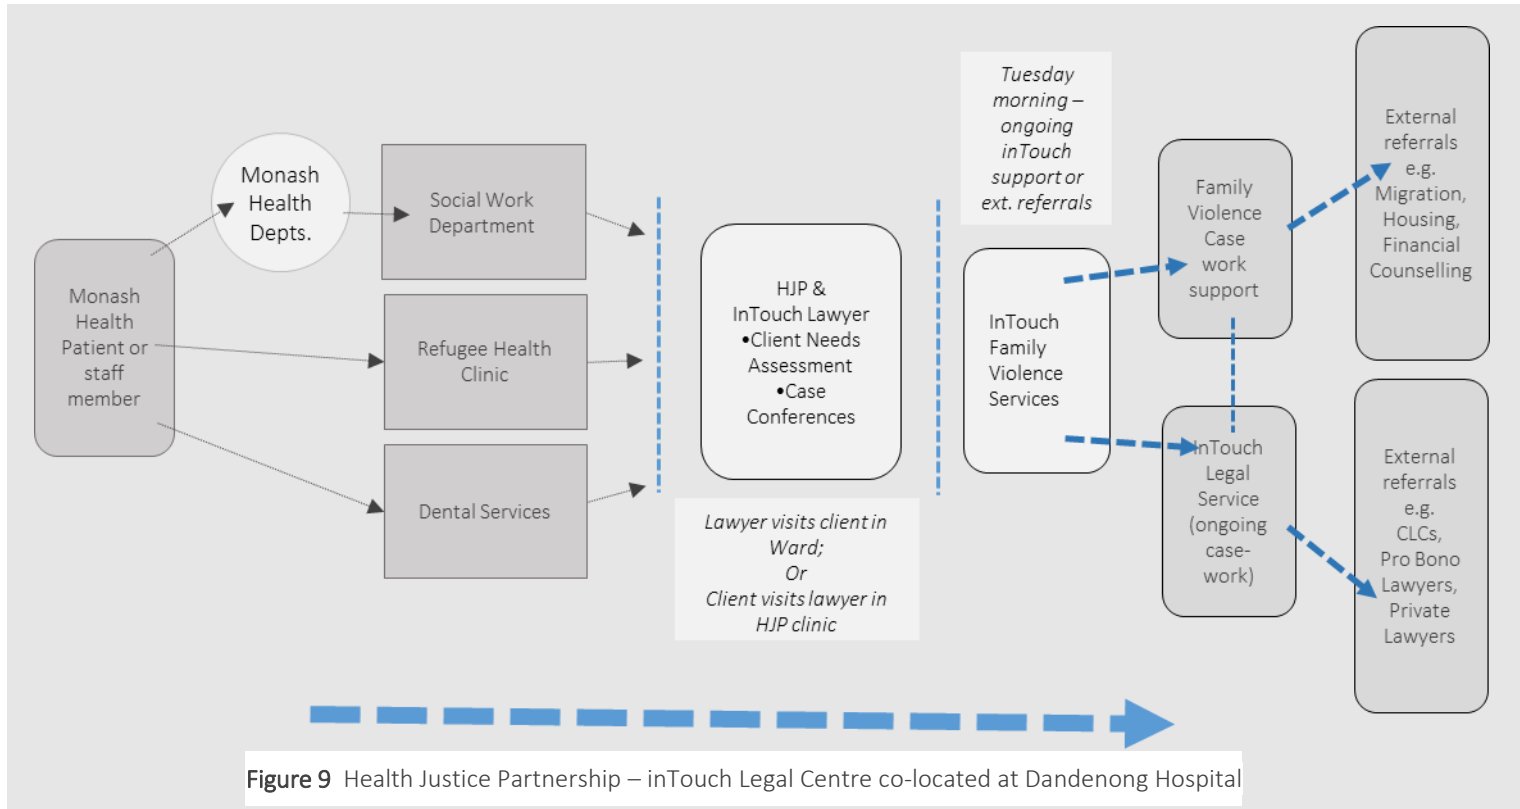 Monash
Health
Patient or
staff
member
Monash
Health
Depts.
Social Work
Department
Refugee Health
Clinic
Dental Services
HJP &
InTouch Lawyer
•Client Needs
Assessment
•Case
Conferences
Lawyer visits client in
Ward;
Or
Client visits lawyer in
HJP clinic
Tuesday
morning –
ongoing
inTouch
support or
ext. referrals
InTouch
Family
Violence
Services
Family
Violence
Case
work
support
InTouch
Legal
Service
(ongoing
case-
work)
External
referrals
e.g.
Migration,
Housing,
Financial
Counselling
External
referrals
e.g.
CLCs,
Pro Bono
Lawyers,
Private
Lawyers
Figure 9 Health Justice Partnership – inTouch Legal Centre co-located at Dandenong Hospital